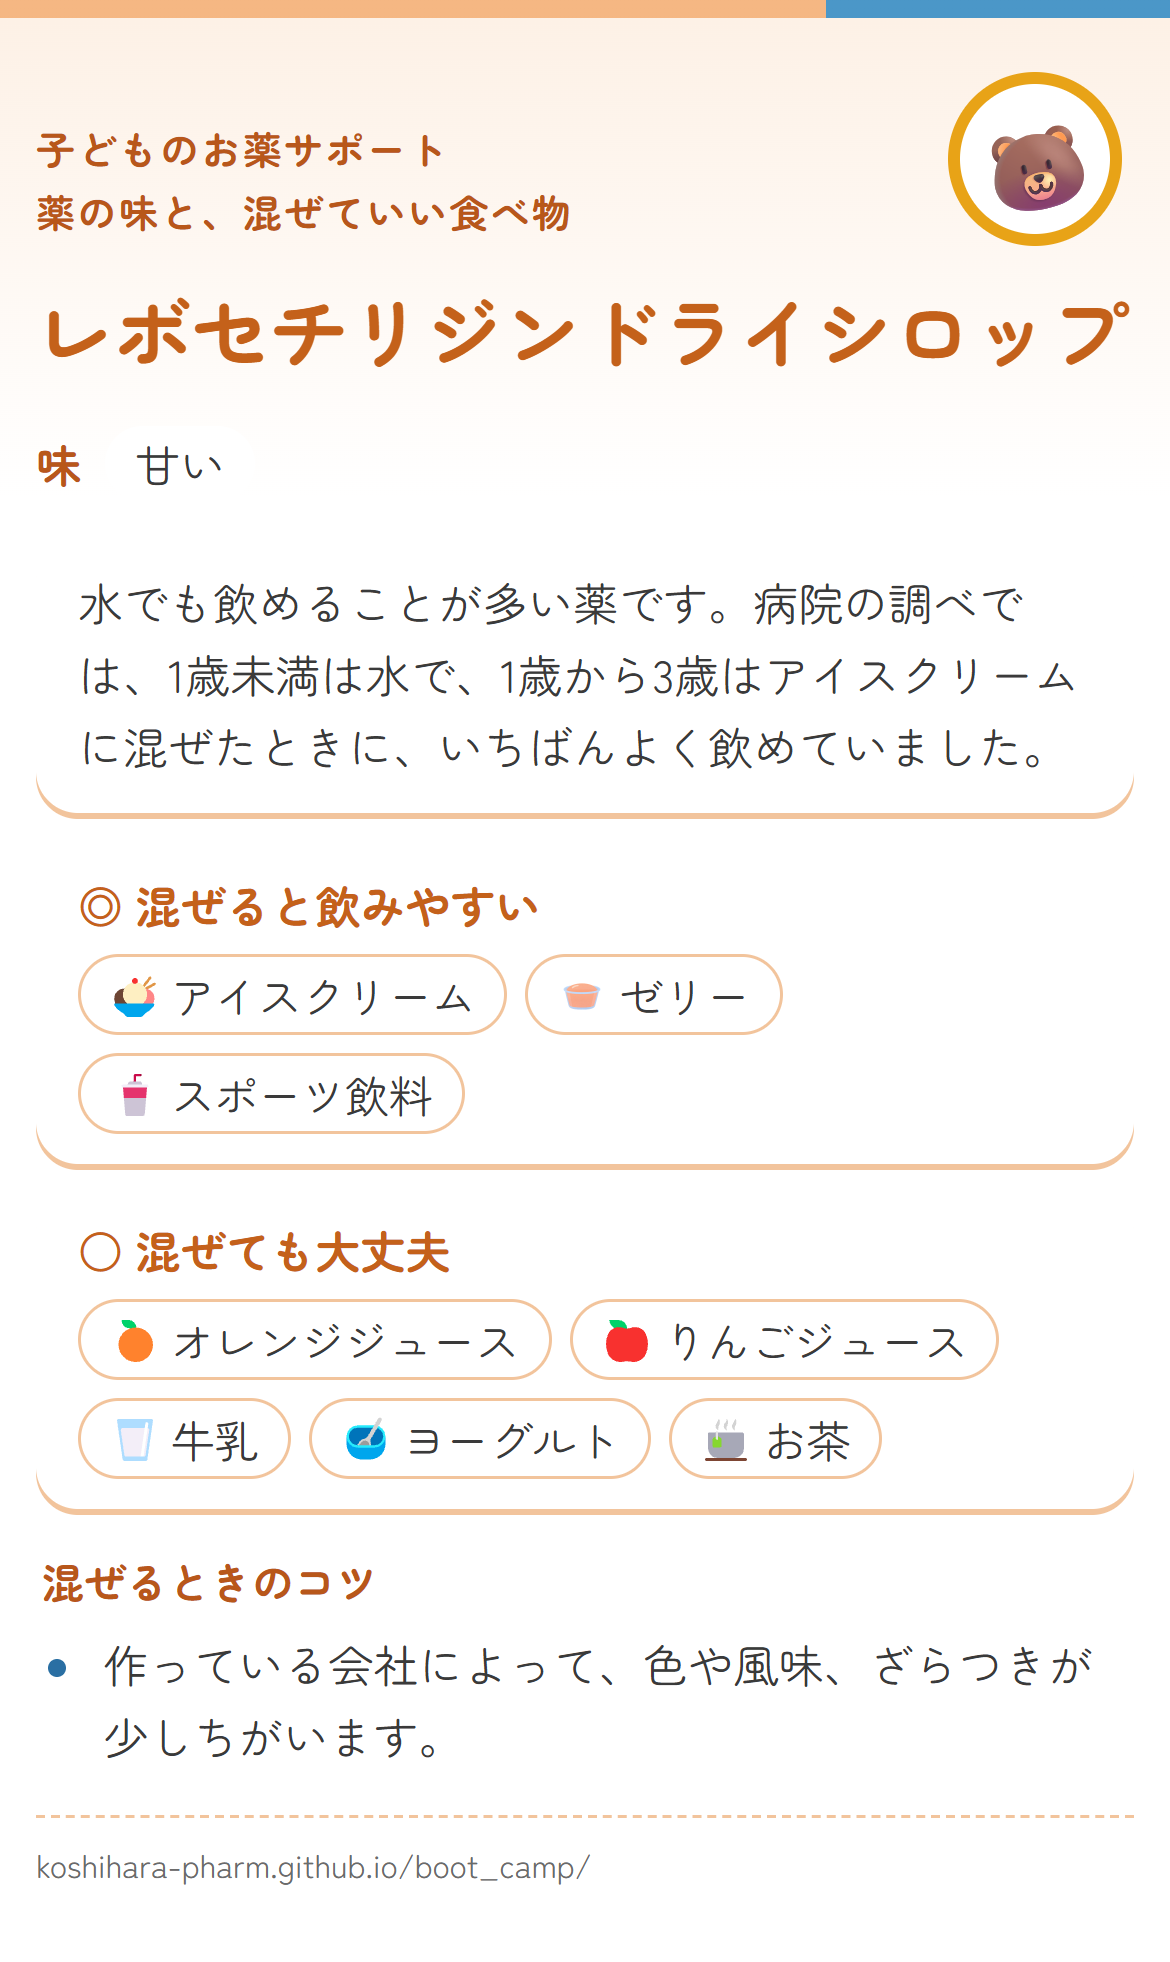 子どものお薬サポート
薬の味と、混ぜていい食べ物
レボセチリジンドライシロップ
味 甘い
水でも飲めることが多い薬です。病院の調べで
は、1歳未満は水で、1歳から3歳はアイスクリーム
に混ぜたときに、いちばんよく飲めていました。
◎ 混ぜると飲みやすい
アイスクリーム ゼリー
スポーツ飲料
○ 混ぜても大丈夫
オレンジジュース りんごジュース
牛乳 ヨーグルト お茶
混ぜるときのコツ
● 作っている会社によって、色や風味、ざらつきが
少しちがいます。
koshihara-pharm.github.io/boot_camp/